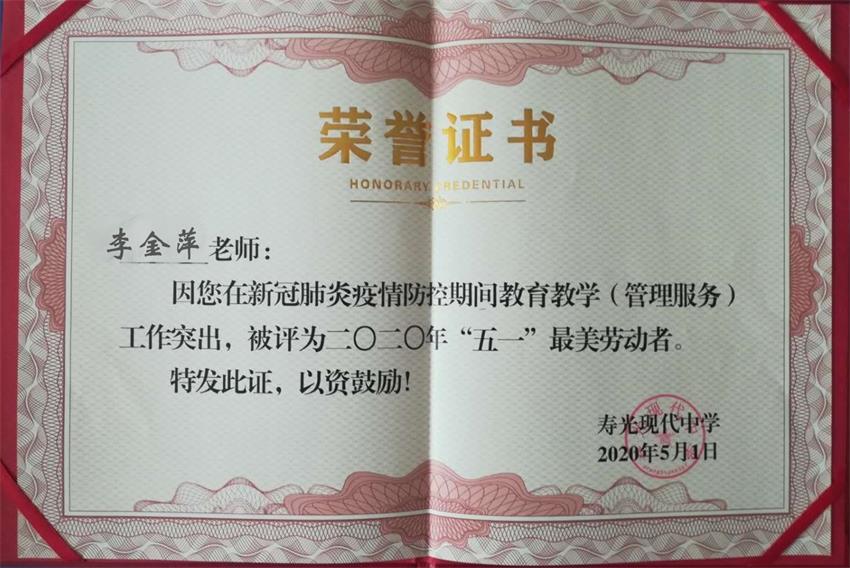 荣誉证书
HONORARY CREDENTIAL
李金萍老师：
因您在新冠肺炎疫情防控期间教育教学（管理服务）
工作突出，被评为二〇二〇年“五一”最美劳动者。
特发此证，以资鼓励！
寿光现代中学
2020年5月1日